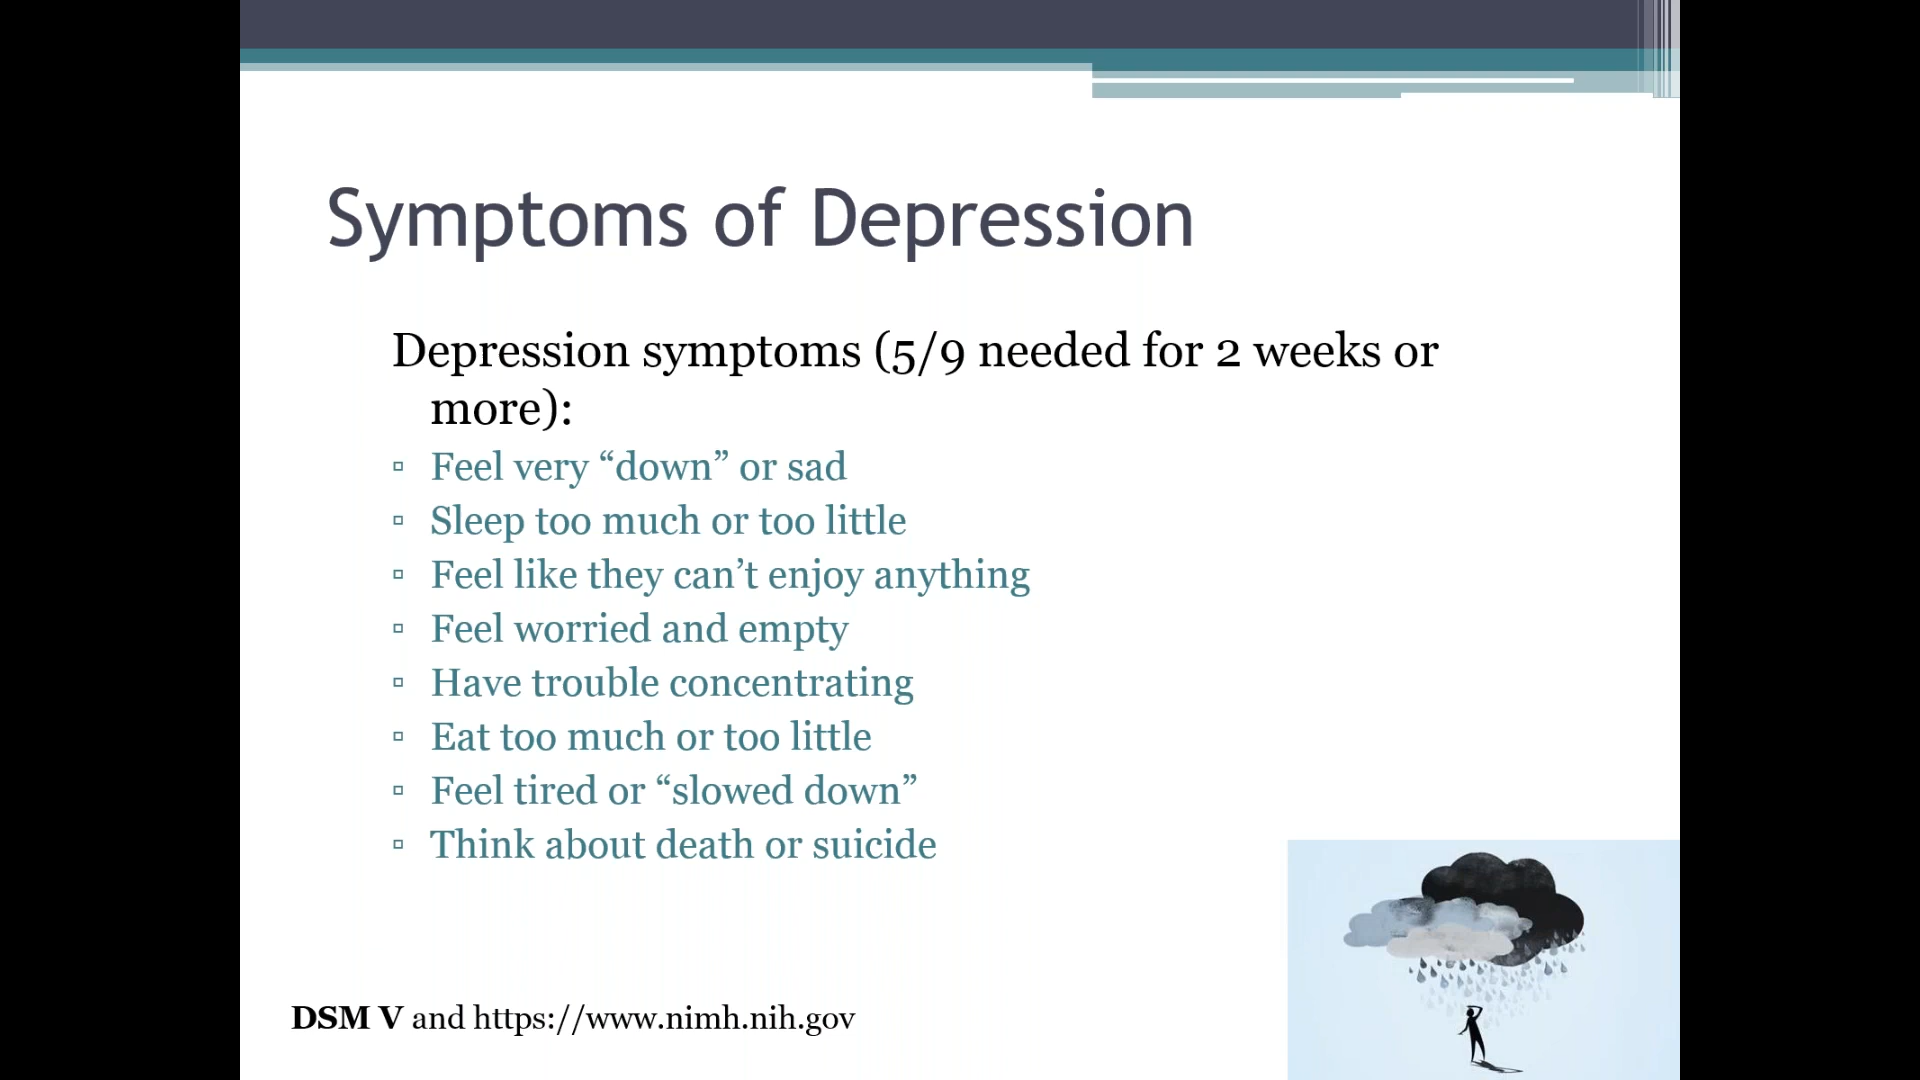 Symptoms of Depression
Depression symptoms (5/9 needed for 2 weeks or
more):
▫ Feel very “down” or sad
▫ Sleep too much or too little
▫ Feel like they can’t enjoy anything
▫ Feel worried and empty
▫ Have trouble concentrating
▫ Eat too much or too little
▫ Feel tired or “slowed down”
▫ Think about death or suicide
DSM V and https://www.nimh.nih.gov